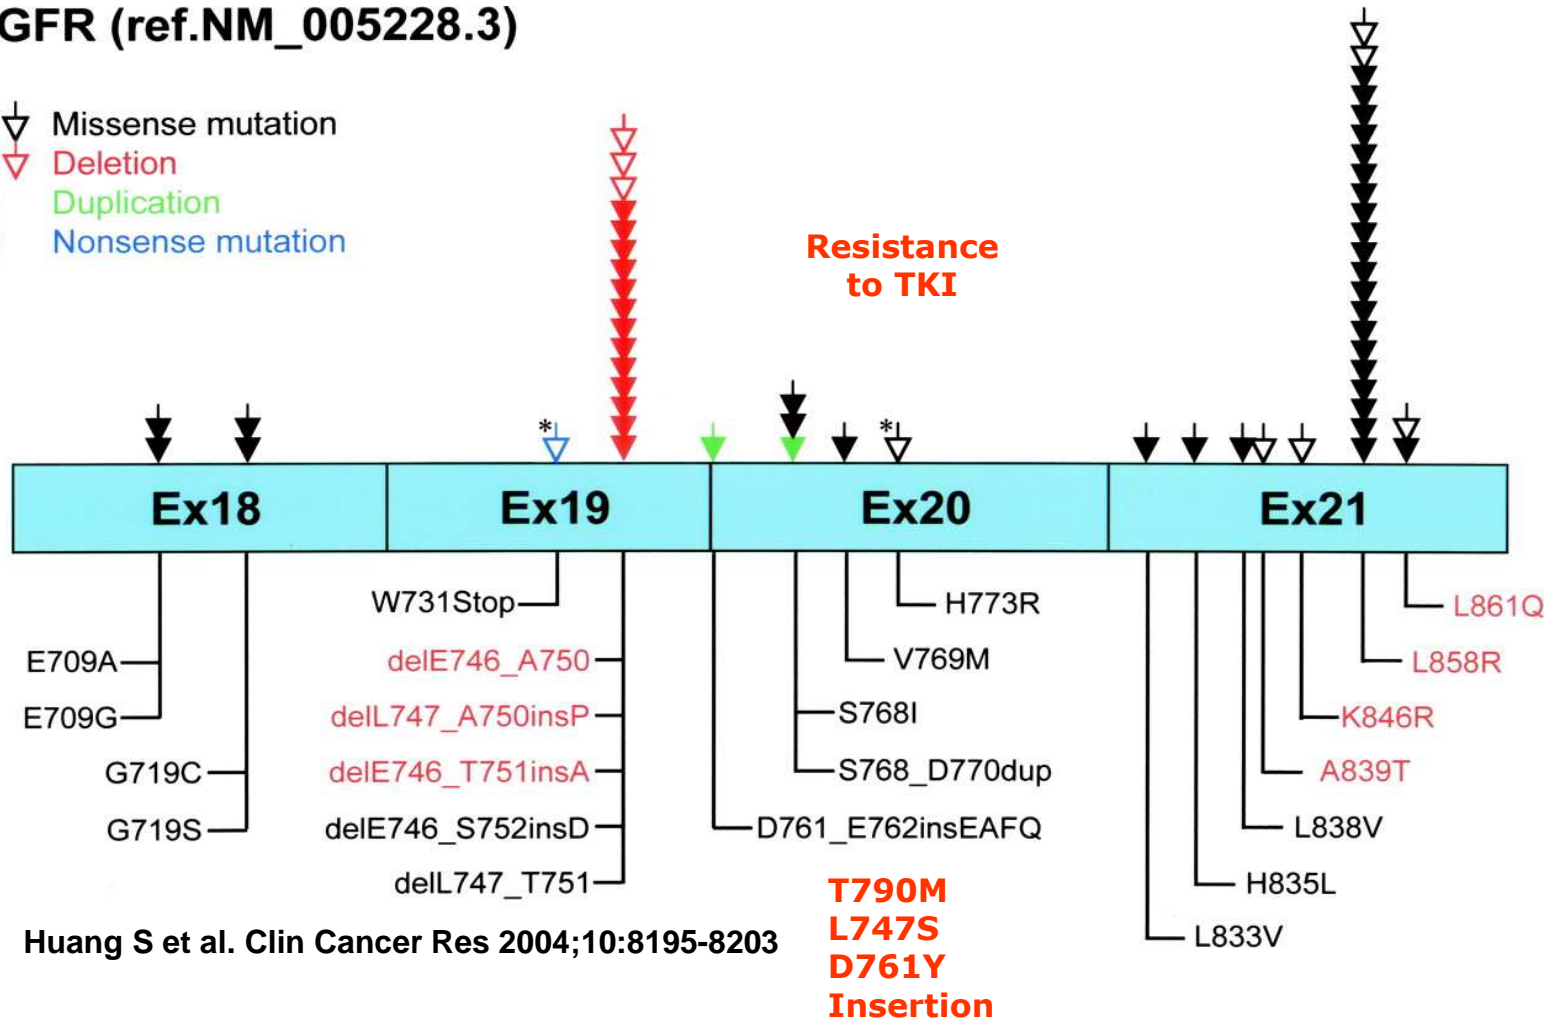 GFR (ref.NM_005228.3)
Missense mutation
Deletion
Duplication
Nonsense mutation
Resistance
to TKI
*
*
Ex18
Ex19
Ex20
Ex21
W731Stop
H773R
L861Q
E709A
delE746_A750
V769M
L858R
E709G
delL747_A750insP
S768I
K846R
G719C
delE746_T751insA
S768_D770dup
A839T
G719S
delE746_S752insD
D761_E762insEAFQ
L838V
delL747_T751
H835L
L833V
T790M
L747S
D761Y
Insertion
Huang S et al. Clin Cancer Res 2004;10:8195-8203